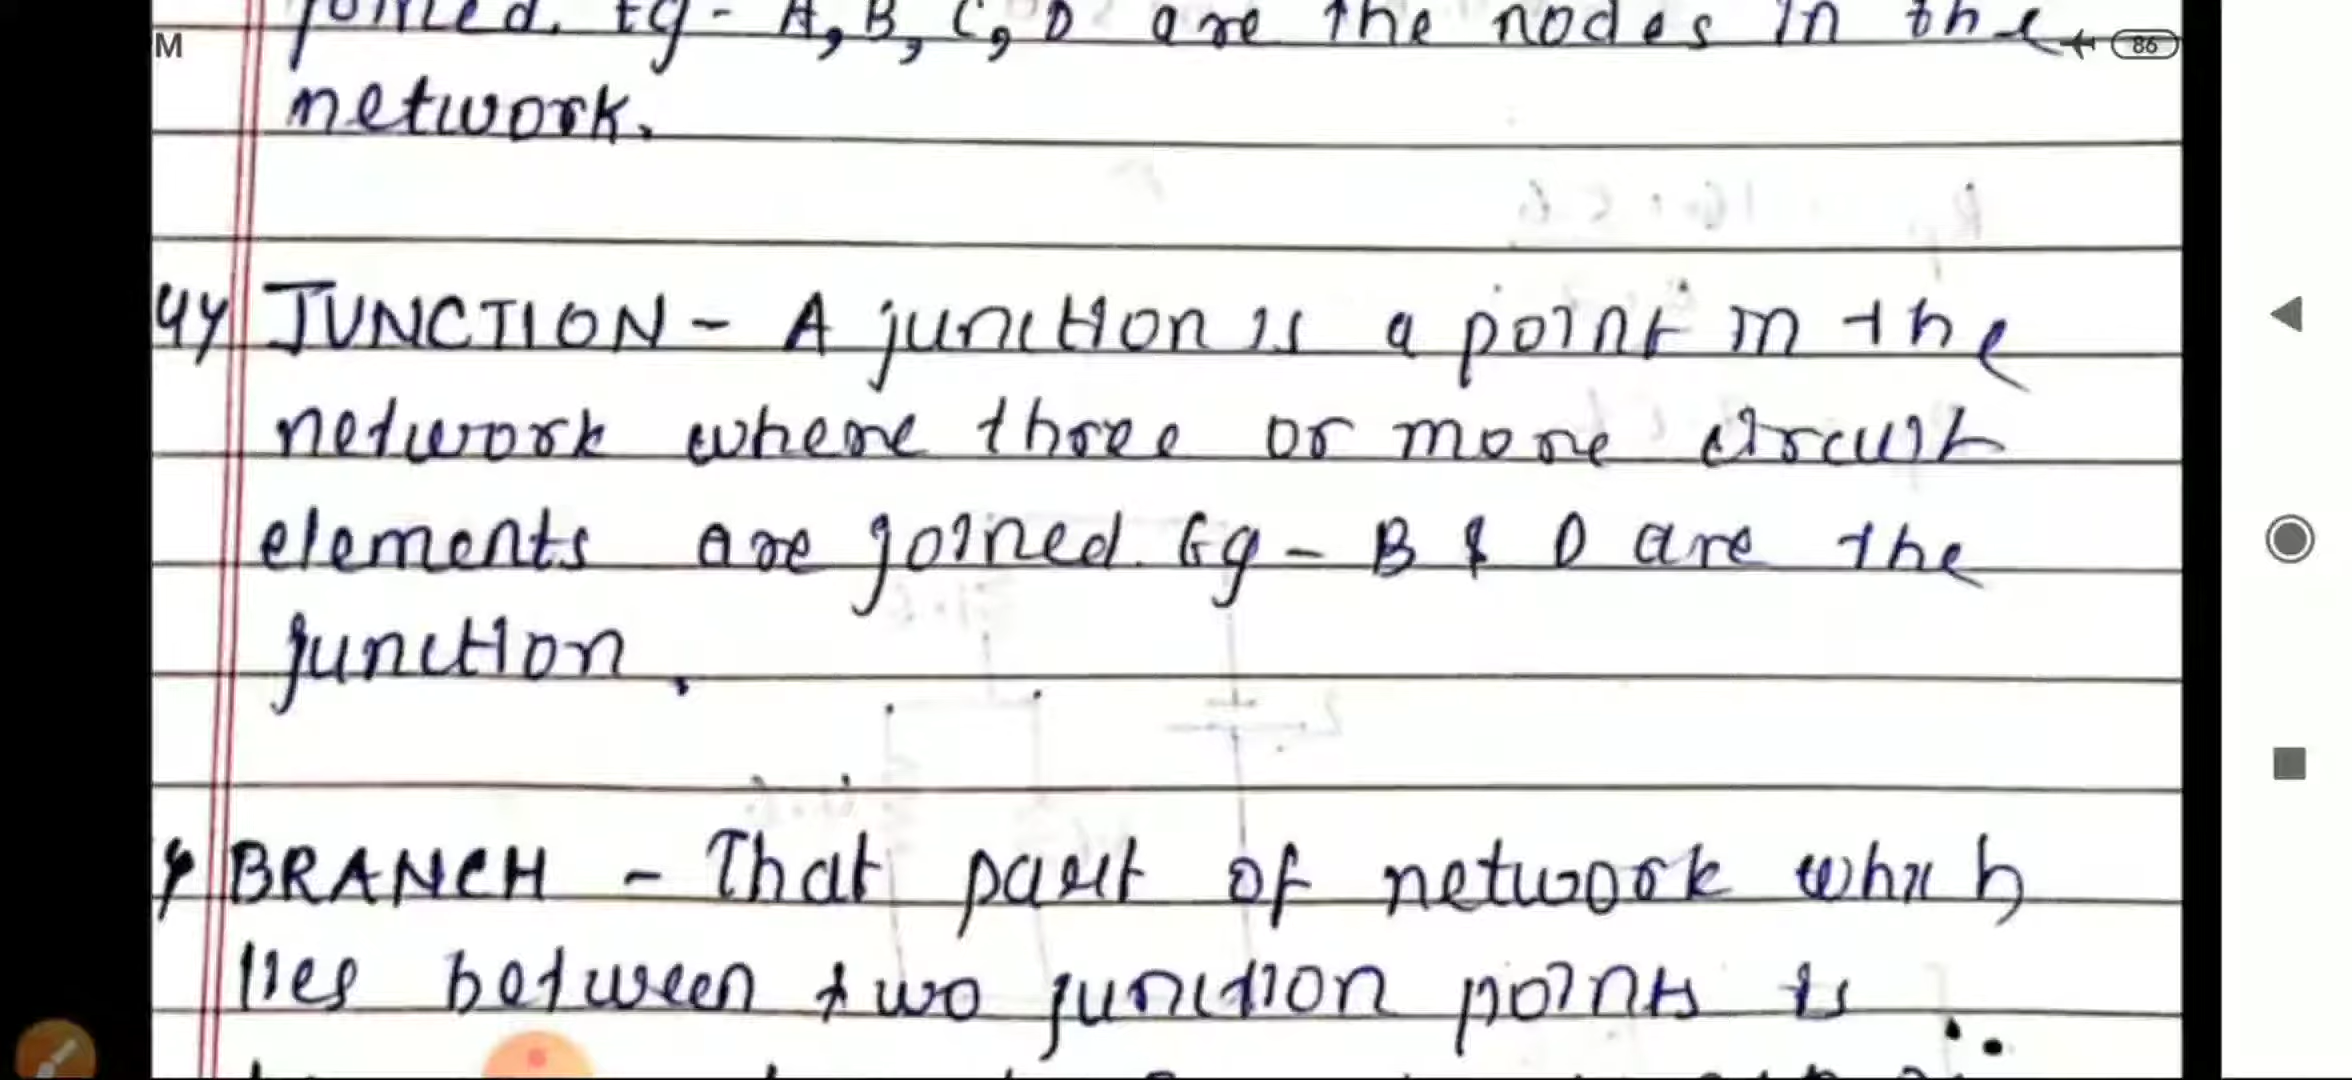 joined. Eg - A, B, C, D are the nodes in the
M
86
network.
4) JUNCTION - A junction is a point in the
network where three or more circuit
elements are joined. Eg - B & D are the
junction.
BRANCH - That part of network which
lies between two junction points is